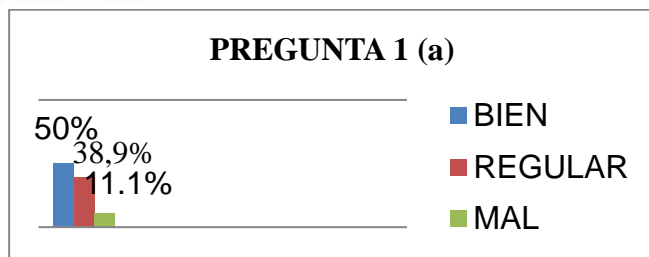 PREGUNTA 1 (a)
50%
38,9%
11.1%
BIEN
REGULAR
MAL